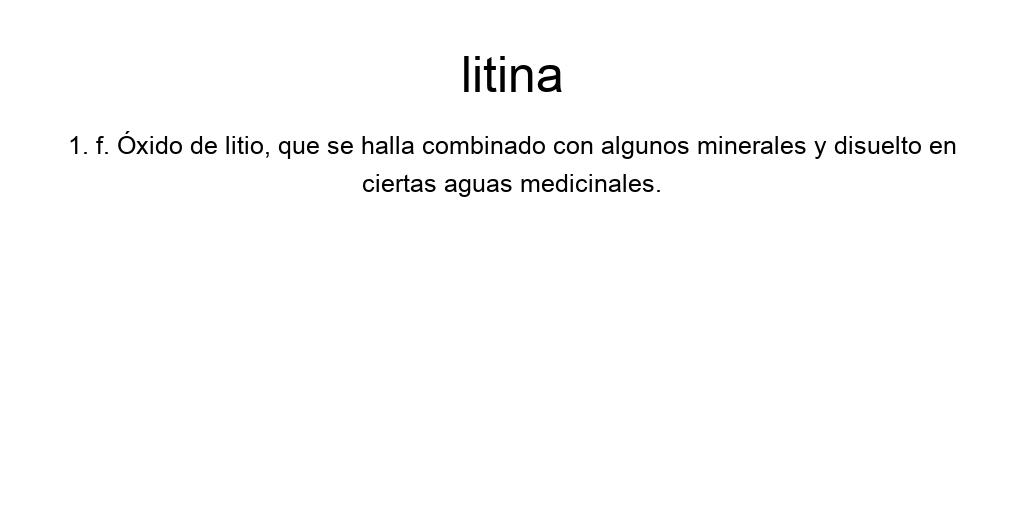 litina
1. f. Óxido de litio, que se halla combinado con algunos minerales y disuelto en
ciertas aguas medicinales.